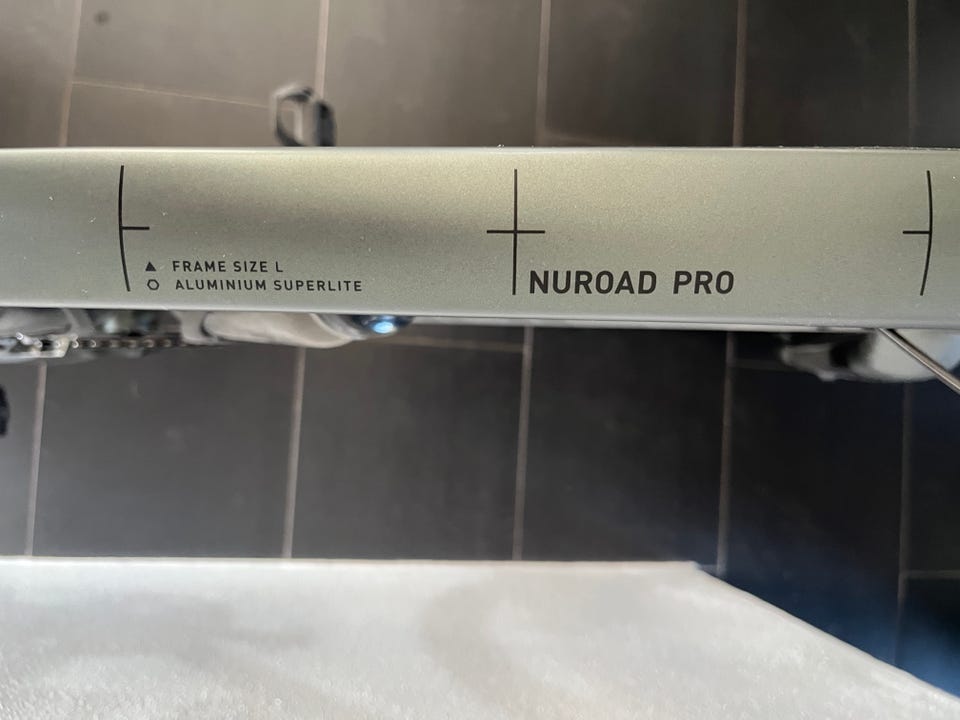 FRAME SIZE L
ALUMINIUM SUPERLITE
NUROAD PRO